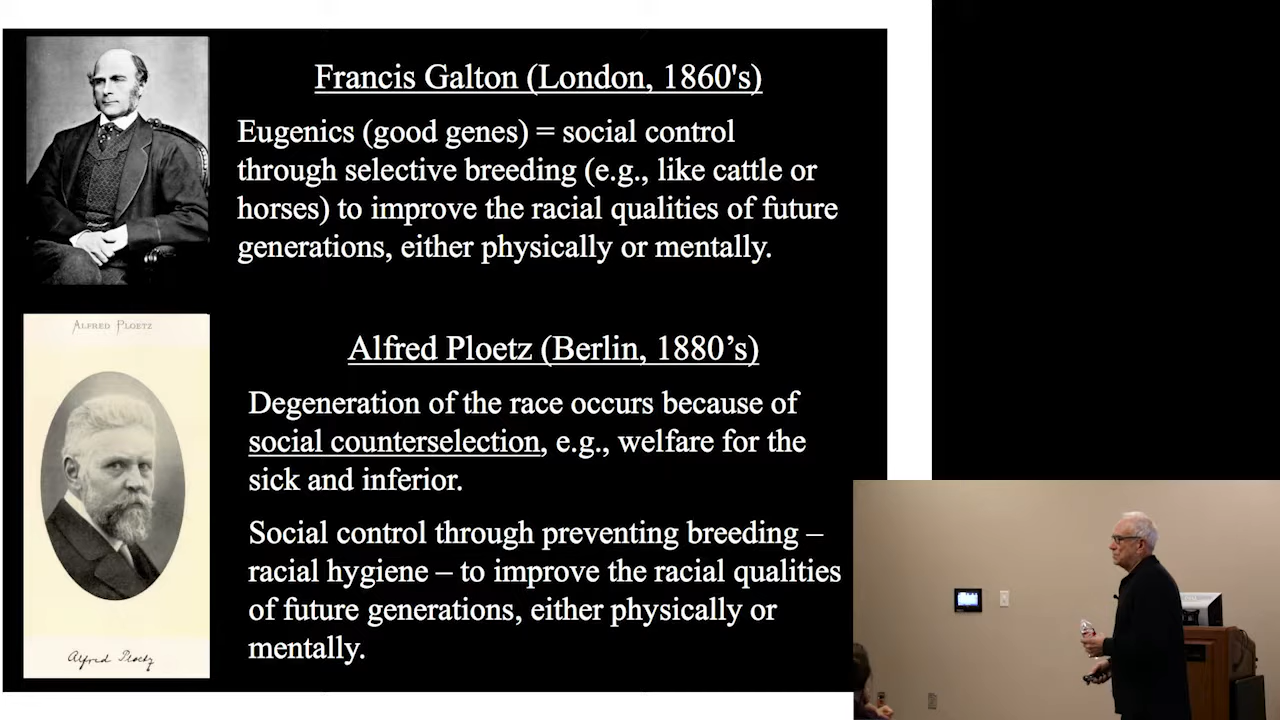 Francis Galton (London, 1860's)
Eugenics (good genes) = social control
through selective breeding (e.g., like cattle or
horses) to improve the racial qualities of future
generations, either physically or mentally.
ALFRED PLOETZ
Alfred Ploetz
Alfred Ploetz (Berlin, 1880’s)
Degeneration of the race occurs because of
social counterselection, e.g., welfare for the
sick and inferior.
Social control through preventing breeding –
racial hygiene – to improve the racial qualities
of future generations, either physically or
mentally.